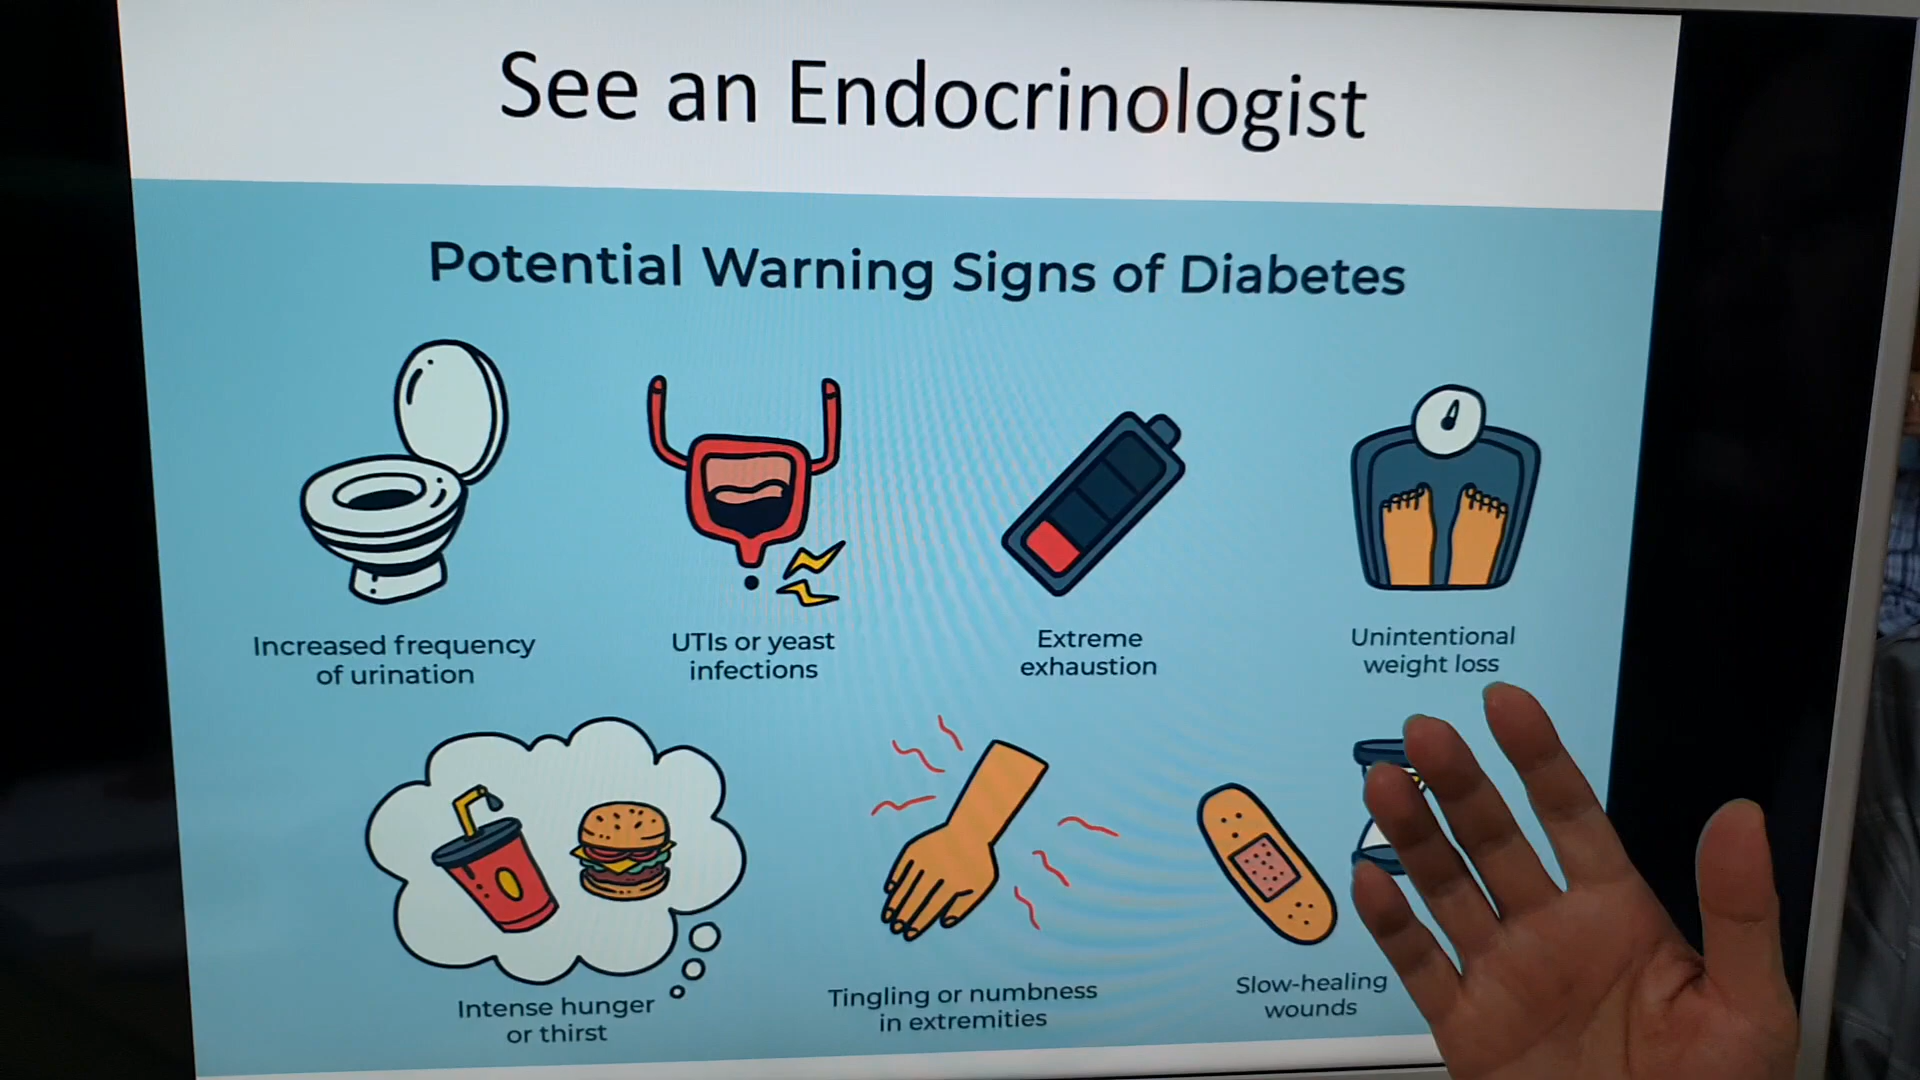 See an Endocrinologist
Potential Warning Signs of Diabetes
Increased frequency
of urination
UTIs or yeast
infections
Extreme
exhaustion
Unintentional
weight loss
Intense hunger
or thirst
Tingling or numbness
in extremities
Slow-healing
wounds